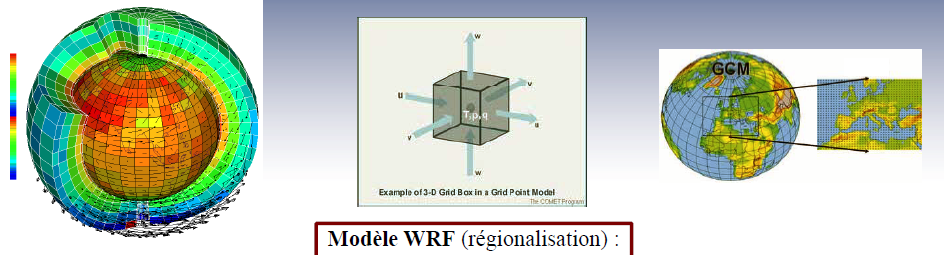 w
v
U
T,p,q
u
v
w
Example of 3-D Grid Box in a Grid Point Model
The COMET Program
GCM
Modèle WRF (régionalisation) :